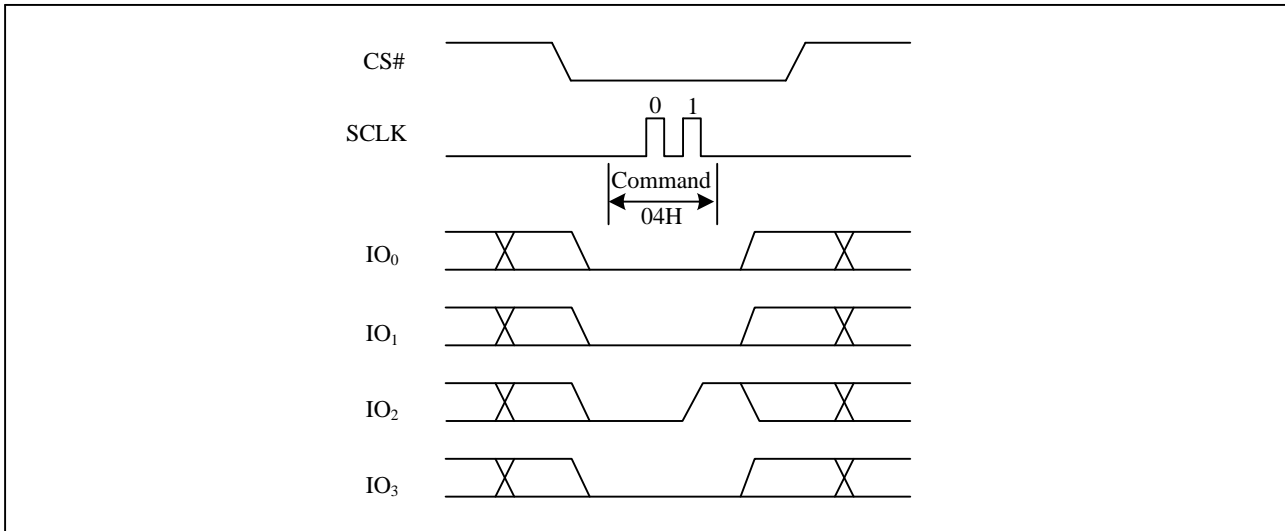 CS#
0 1
SCLK
Command
04H
IO₀
IO₁
IO₂
IO₃